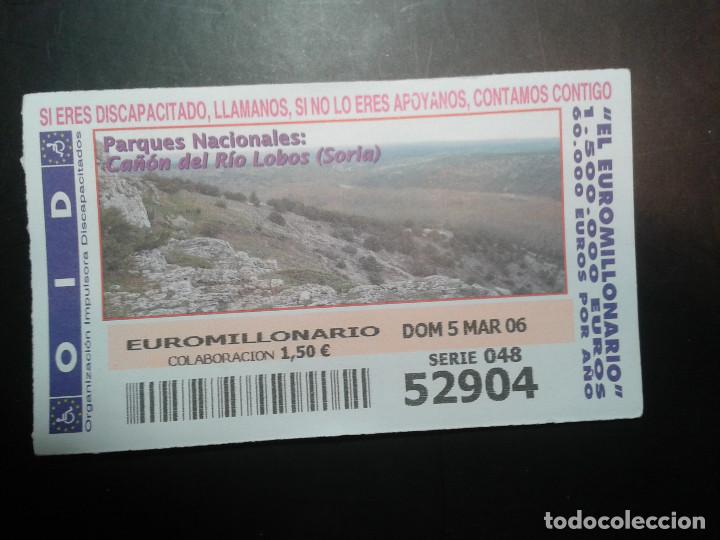 SI ERES DISCAPACITADO, LLAMANOS, SI NO LO ERES APOYANOS, CONTAMOS CONTIGO
Parques Nacionales:
Cañón del Río Lobos (Soria)
OID
Organización Impulsora Discapacitados
"EL EUROMILLONARIO"
1.500.000 EUROS
60.000 EUROS POR AÑO
EUROMILLONARIO
COLABORACION 1,50 €
DOM 5 MAR 06
SERIE 048
52904
todocoleccion.net